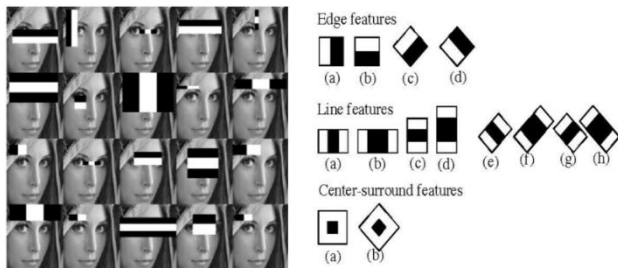 Edge features
(a) (b) (c) (d)
Line features
(a) (b) (c) (d) (e) (f) (g) (h)
Center-surround features
(a) (b)